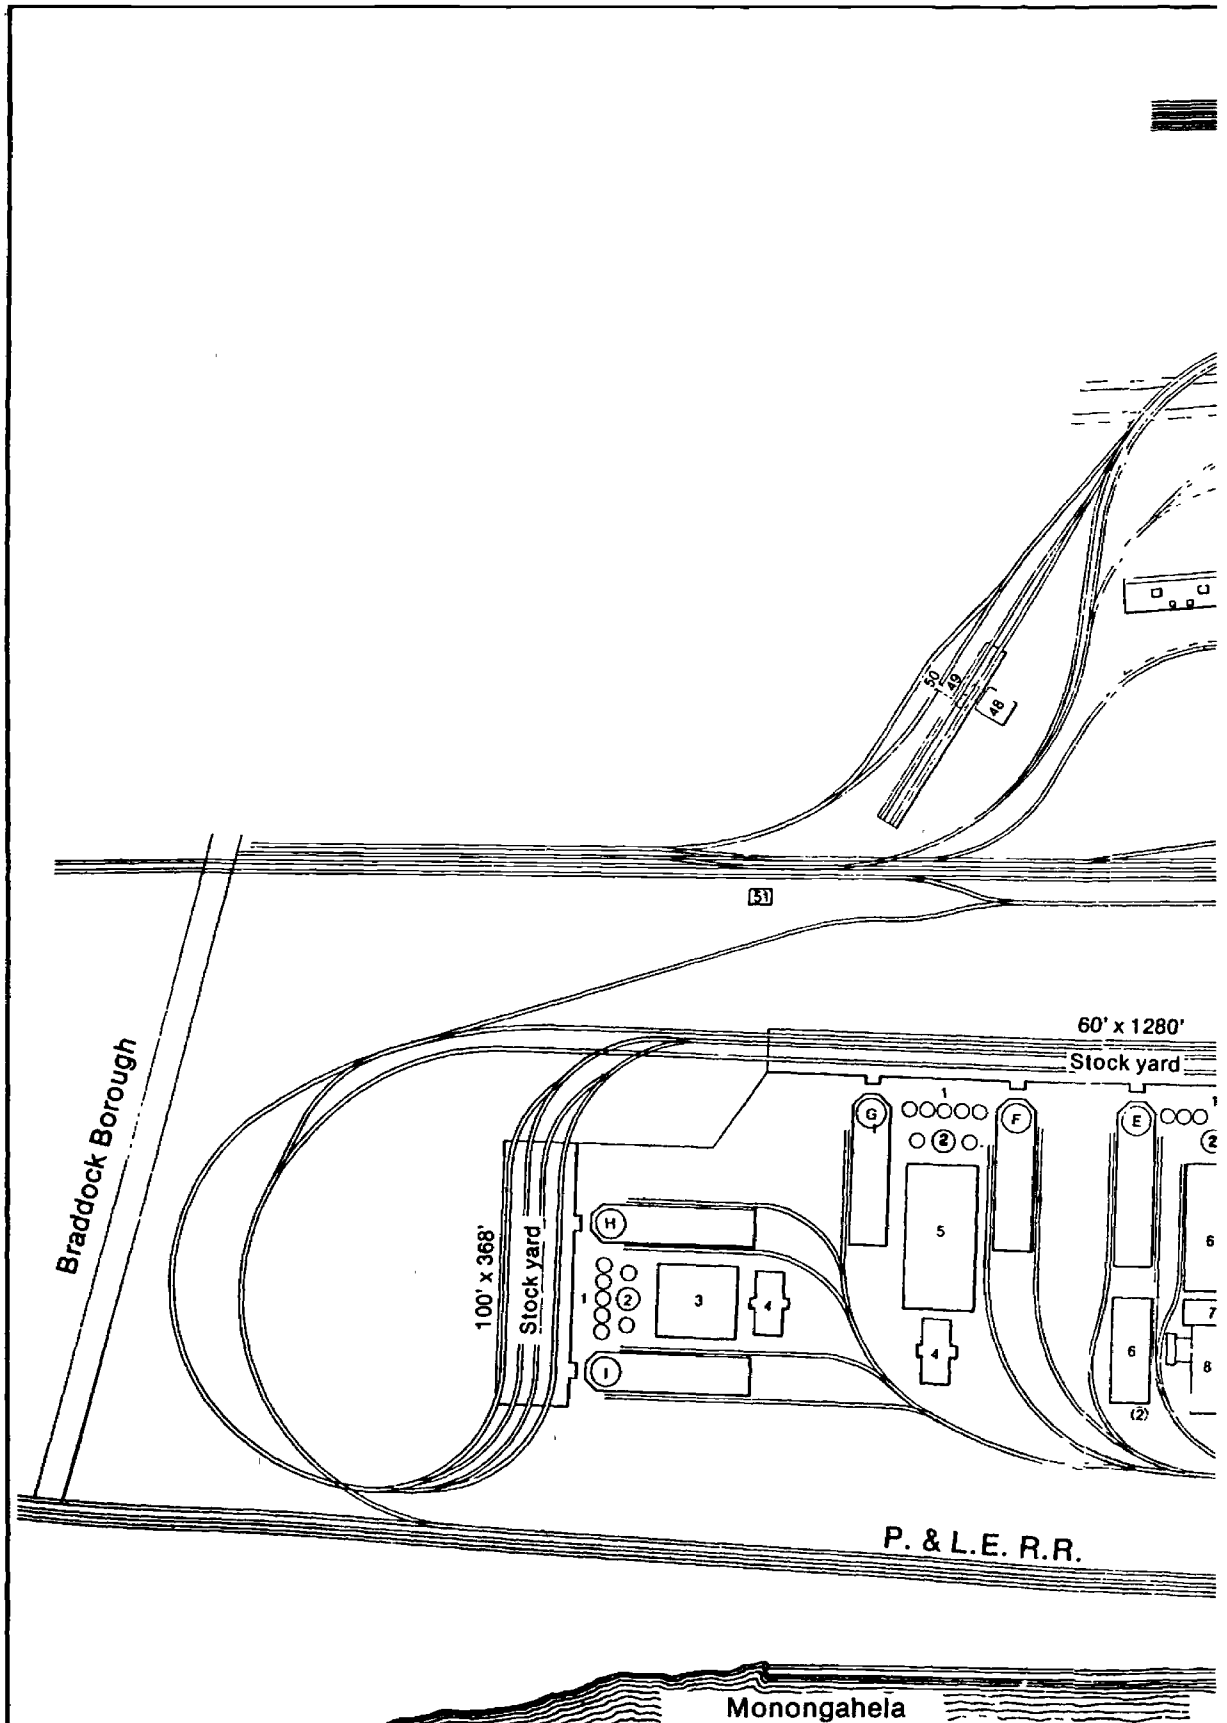 50
49
48
51
60' x 1280'
Stock yard
Braddock Borough
G
1
F
E
1
2
2
100' x 368'
Stock yard
H
5
6
1
2
3
4
7
4
6
8
I
(2)
P. & L.E. R.R.
Monongahela